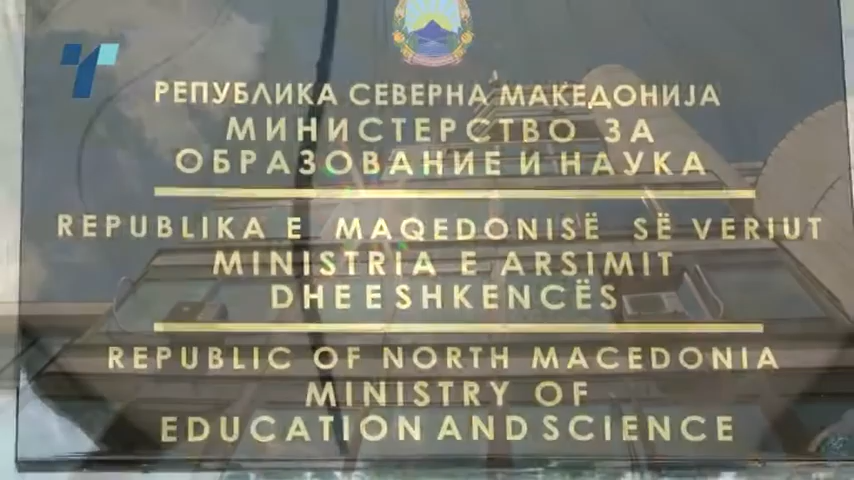 РЕПУБЛИКА СЕВЕРНА МАКЕДОНИЈА
МИНИСТЕРСТВО ЗА
ОБРАЗОВАНИЕ И НАУКА
REPUBLIKA E MAQEDONISË SË VERIUT
MINISTRIA E ARSIMIT
DHE ESHKENCËS
REPUBLIC OF NORTH MACEDONIA
MINISTRY OF
EDUCATION AND SCIENCE